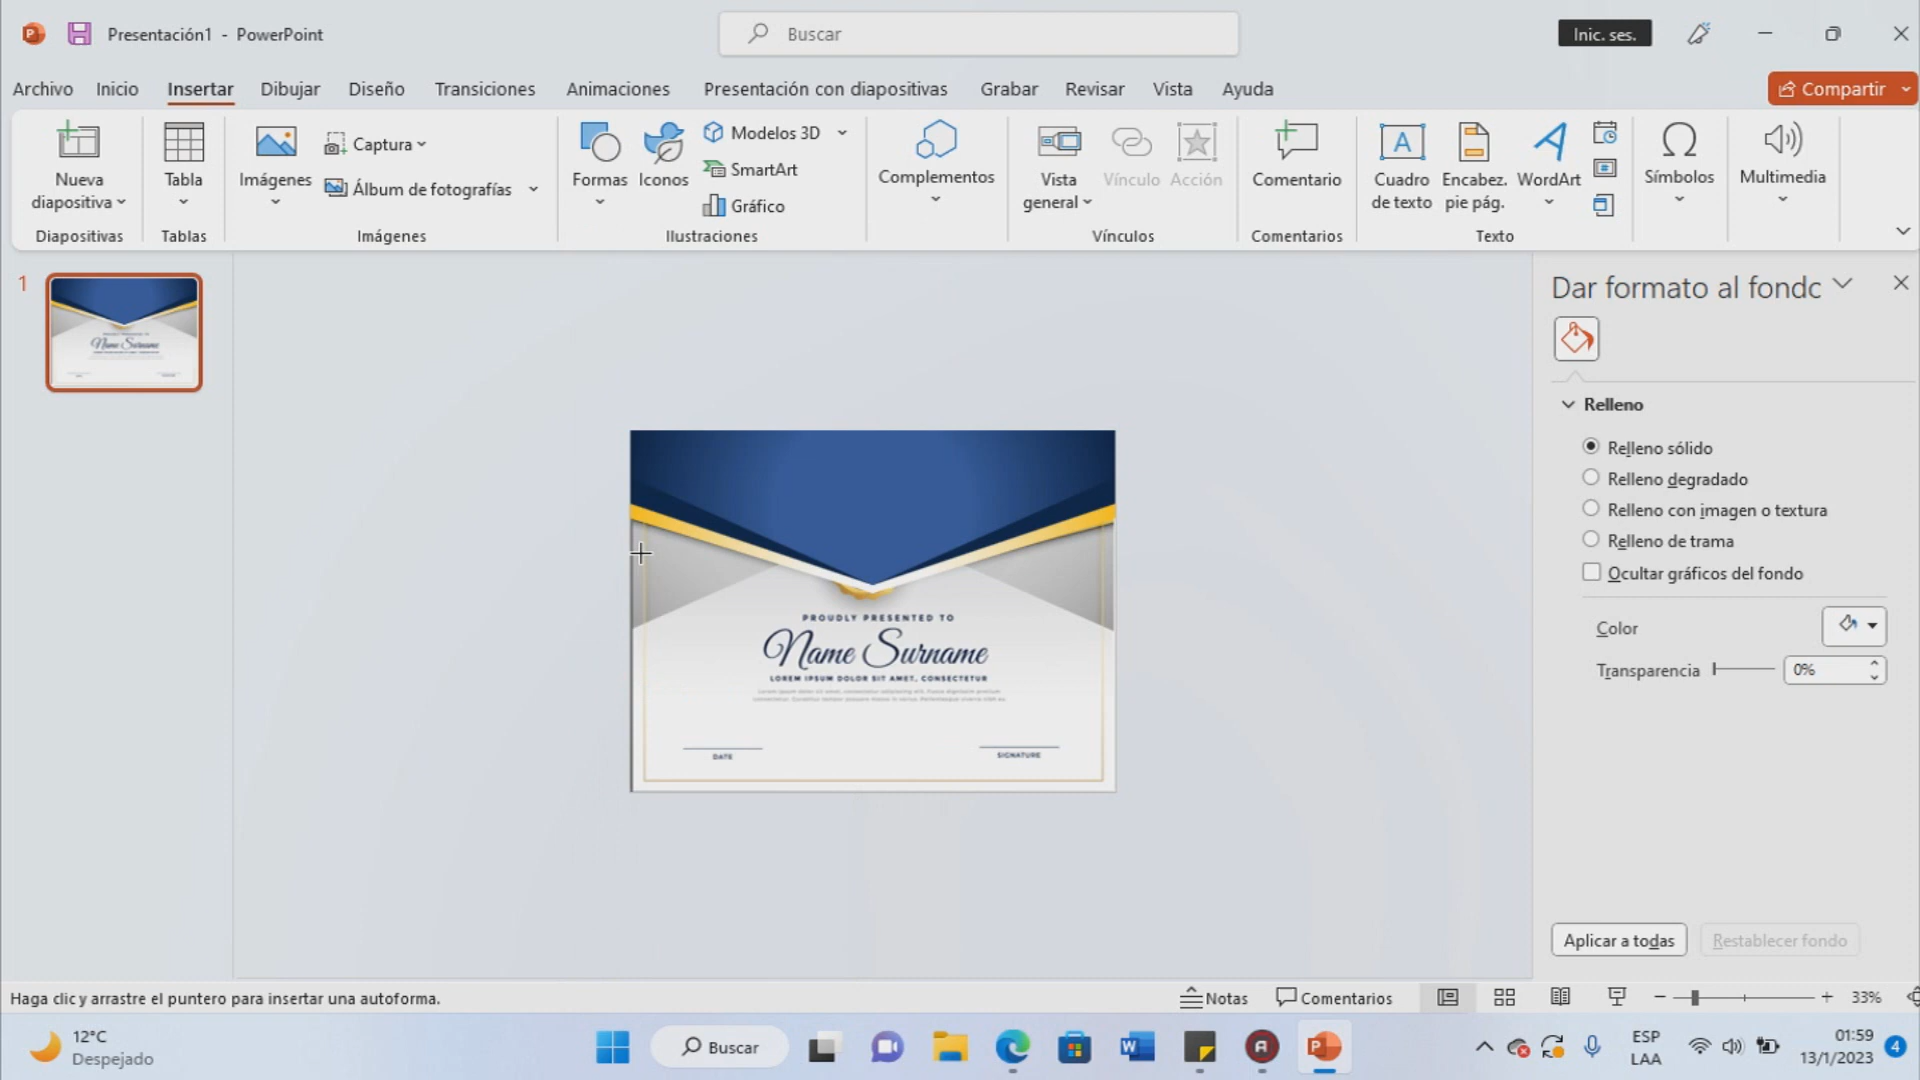 Presentación1 - PowerPoint
Buscar
Inic. ses.
Archivo Inicio Insertar Dibujar Diseño Transiciones Animaciones Presentación con diapositivas Grabar Revisar Vista Ayuda
Compartir
Nueva diapositiva
Diapositivas
Tabla
Tablas
Imágenes
Captura
Álbum de fotografías
Imágenes
Formas
Iconos
Modelos 3D
SmartArt
Gráfico
Ilustraciones
Complementos
Vista general
Vínculo
Acción
Vínculos
Comentario
Comentarios
Cuadro de texto
Encabez. pie pág.
WordArt
Texto
Símbolos
Multimedia
1
PROUDLY PRESENTED TO
Name Surname
LOREM IPSUM DOLOR SIT AMET, CONSECTETUR
DATE
SIGNATURE
Dar formato al fondo
Relleno
Relleno sólido
Relleno degradado
Relleno con imagen o textura
Relleno de trama
Ocultar gráficos del fondo
Color
Transparencia 0%
Aplicar a todas
Restablecer fondo
Haga clic y arrastre el puntero para insertar una autoforma.
Notas
Comentarios
33%
12°C
Despejado
Buscar
ESP
LAA
01:59
13/1/2023
4